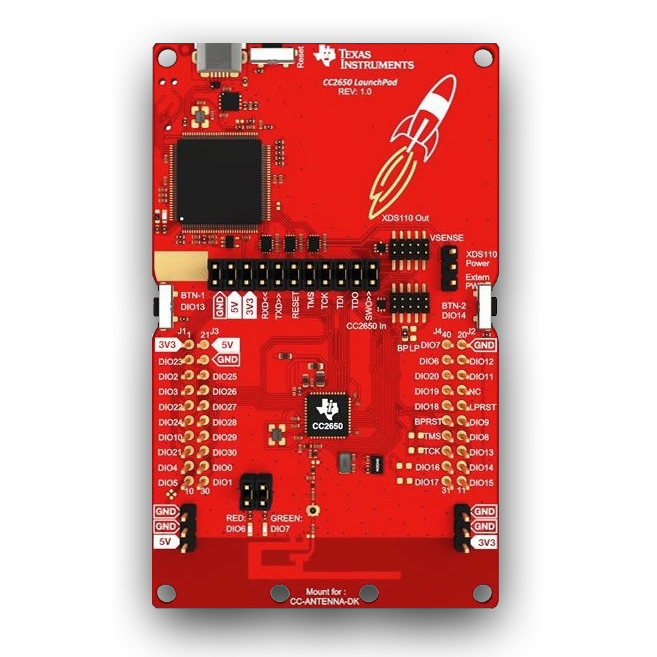 Reset
TEXAS
INSTRUMENTS
CC2650 LaunchPad
REV: 1.0
XDS110 Out
VSENSE
XDS110
Power
Extern
BTN-1
DIO13
GND
5V
3V3
RXD<<
TXD>>
RESET
TMS
TCK
TDI
TDO
SWO>>
CC2650 In
BTN-2
DIO14
BP LP
J1 1 21 J3
J4 40 20 J2
3V3 5V DIO7 GND
DIO23 GND DIO6 DIO12
DIO2 DIO25 DIO20 DIO11
DIO3 DIO26 DIO19 NC
DIO22 DIO27 DIO18 LPRST
DIO24 DIO28 BPRST DIO9
DIO10 DIO29 TMS DIO8
DIO21 DIO30 TCK DIO13
DIO4 DIO0 DIO16 DIO14
DIO5 DIO1 DIO17 DIO15
10 30 31 11
CC2650
RED: GREEN:
DIO6 DIO7
GND GND
GND GND
5V 3V3
Mount for :
CC-ANTENNA-DK